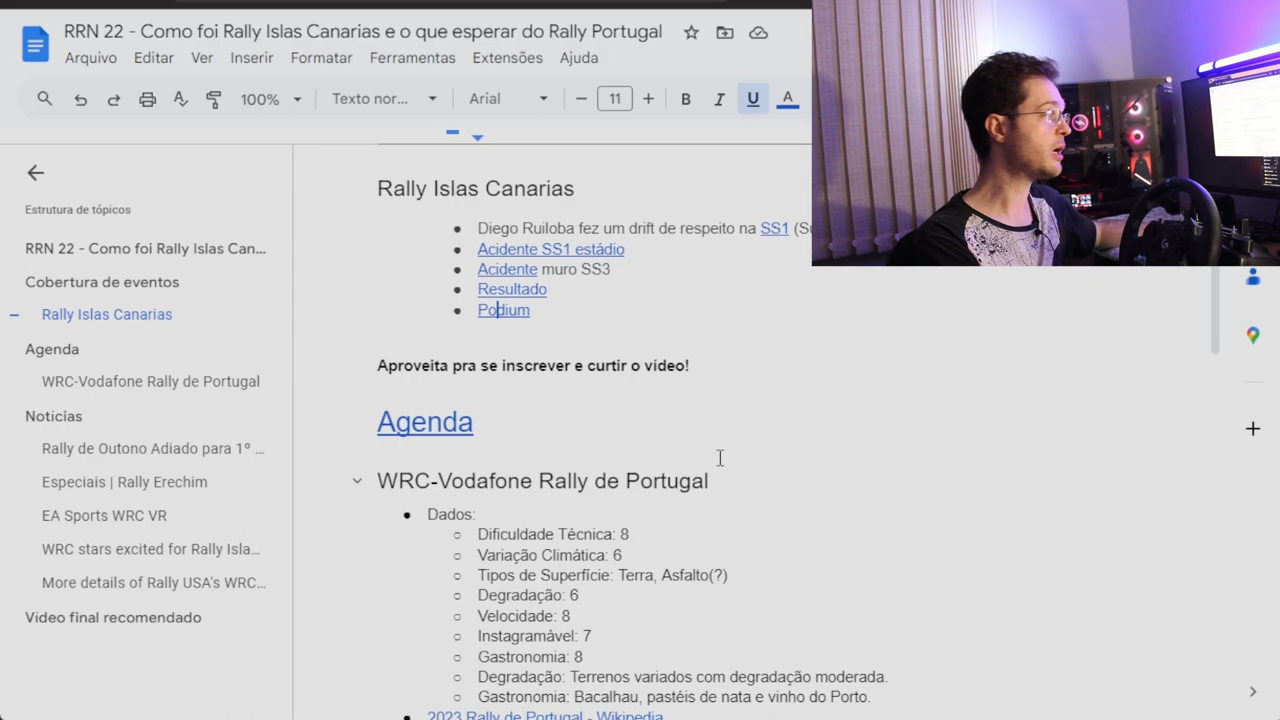 RRN 22 - Como foi Rally Islas Canarias e o que esperar do Rally Portugal
Arquivo Editar Ver Inserir Formatar Ferramentas Extensões Ajuda
100% Texto nor... Arial 11 B I U A
Estrutura de tópicos
RRN 22 - Como foi Rally Islas Can...
Cobertura de eventos
Rally Islas Canarias
Agenda
WRC-Vodafone Rally de Portugal
Notícias
Rally de Outono Adiado para 1º ...
Especiais | Rally Erechim
EA Sports WRC VR
WRC stars excited for Rally Isla...
More details of Rally USA's WRC...
Video final recomendado
Rally Islas Canarias
Diego Ruiloba fez um drift de respeito na SS1 (S
Acidente SS1 estádio
Acidente muro SS3
Resultado
Podium
Aproveita pra se inscrever e curtir o vídeo!
Agenda
WRC-Vodafone Rally de Portugal
Dados:
Dificuldade Técnica: 8
Variação Climática: 6
Tipos de Superfície: Terra, Asfalto(?)
Degradação: 6
Velocidade: 8
Instagramável: 7
Gastronomia: 8
Degradação: Terrenos variados com degradação moderada.
Gastronomia: Bacalhau, pastéis de nata e vinho do Porto.
2023 Rally de Portugal - Wikipedia